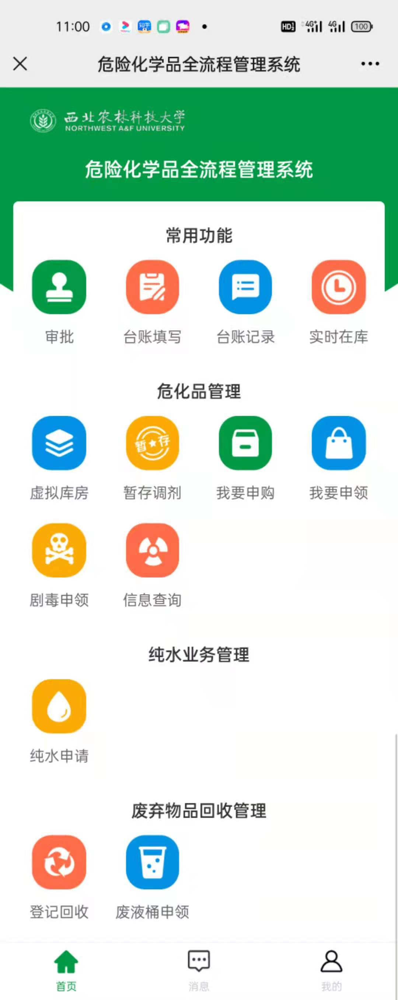 11:00 知乎 HD2 4G+ 4G 100
危险化学品全流程管理系统
西北农林科技大学
NORTHWEST A&F UNIVERSITY
危险化学品全流程管理系统
常用功能
审批 台账填写 台账记录 实时在库
危化品管理
暂★存
虚拟库房 暂存调剂 我要申购 我要申领
剧毒申领 信息查询
纯水业务管理
纯水申请
废弃物品回收管理
登记回收 废液桶申领
首页 消息 我的